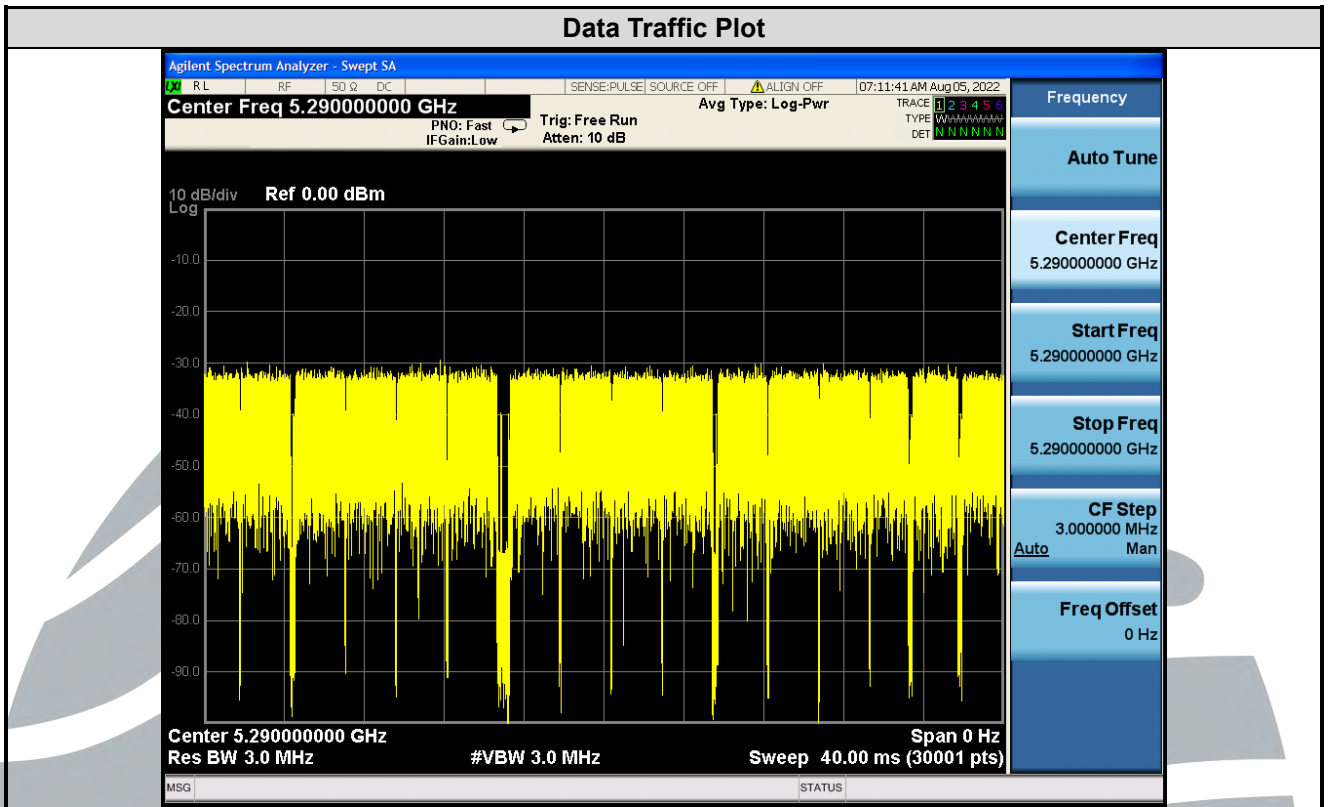 Data Traffic Plot
Agilent Spectrum Analyzer - Swept SA
LXI RL RF 50 Ω DC SENSE:PULSE SOURCE OFF ALIGN OFF 07:11:41 AM Aug 05, 2022
Center Freq 5.290000000 GHz
Avg Type: Log-Pwr
TRACE 1 2 3 4 5 6
PNO: Fast
Trig: Free Run
TYPE WWWWWW
IFGain:Low
Atten: 10 dB
DET N N N N N N
10 dB/div Ref 0.00 dBm
Log
-10.0
-20.0
-30.0
-40.0
-50.0
-60.0
-70.0
-80.0
-90.0
Center 5.290000000 GHz
Span 0 Hz
Res BW 3.0 MHz
#VBW 3.0 MHz
Sweep 40.00 ms (30001 pts)
MSG
STATUS
Frequency
Auto Tune
Center Freq
5.290000000 GHz
Start Freq
5.290000000 GHz
Stop Freq
5.290000000 GHz
CF Step
3.000000 MHz
Auto Man
Freq Offset
0 Hz